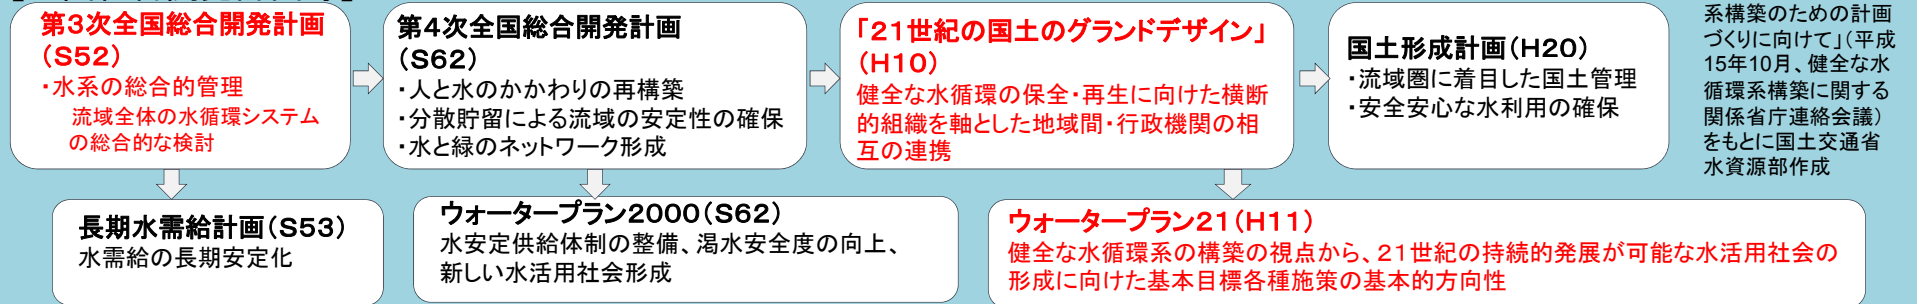 第3次全国総合開発計画
(S52)
・水系の総合的管理
流域全体の水循環システム
の総合的な検討
第4次全国総合開発計画
(S62)
・人と水のかかわりの再構築
・分散貯留による流域の安定性の確保
・水と緑のネットワーク形成
「21世紀の国土のグランドデザイン」
(H10)
健全な水循環の保全・再生に向けた横断
的組織を軸とした地域間・行政機関の相
互の連携
国土形成計画(H20)
・流域圏に着目した国土管理
・安全安心な水利用の確保
系構築のための計画
づくりに向けて」(平成
15年10月、健全な水
循環系構築に関する
関係省庁連絡会議)
をもとに国土交通省
水資源部作成
長期水需給計画(S53)
水需給の長期安定化
ウォータープラン2000(S62)
水安定供給体制の整備、渇水安全度の向上、
新しい水活用社会形成
ウォータープラン21(H11)
健全な水循環系の構築の視点から、21世紀の持続的発展が可能な水活用社会の
形成に向けた基本目標各種施策の基本的方向性